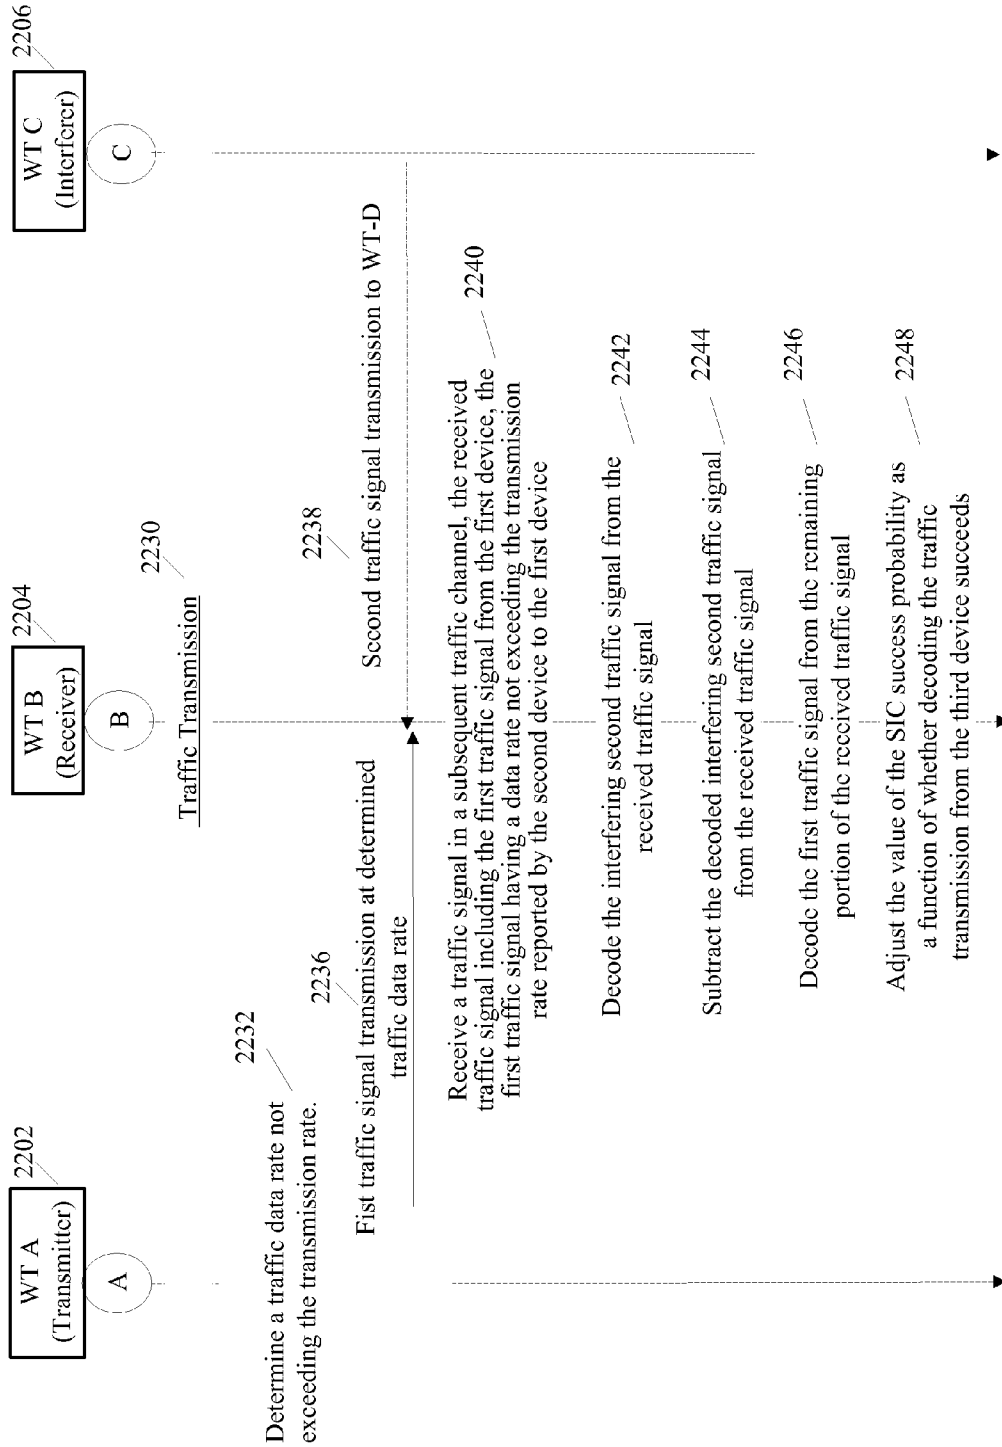 WT A
(Transmitter)
2202
A
WT B
(Receiver)
2204
B
WT C
(Interferer)
2206
C
Traffic Transmission
2230
Determine a traffic data rate not
exceeding the transmission rate.
2232
Fist traffic signal transmission at determined
traffic data rate
2236
Second traffic signal transmission to WT-D
2238
Receive a traffic signal in a subsequent traffic channel, the received
traffic signal including the first traffic signal from the first device, the
first traffic signal having a data rate not exceeding the transmission
rate reported by the second device to the first device
2240
Decode the interfering second traffic signal from the
received traffic signal
2242
Subtract the decoded interfering second traffic signal
from the received traffic signal
2244
Decode the first traffic signal from the remaining
portion of the received traffic signal
2246
Adjust the value of the SIC success probability as
a function of whether decoding the traffic
transmission from the third device succeeds
2248